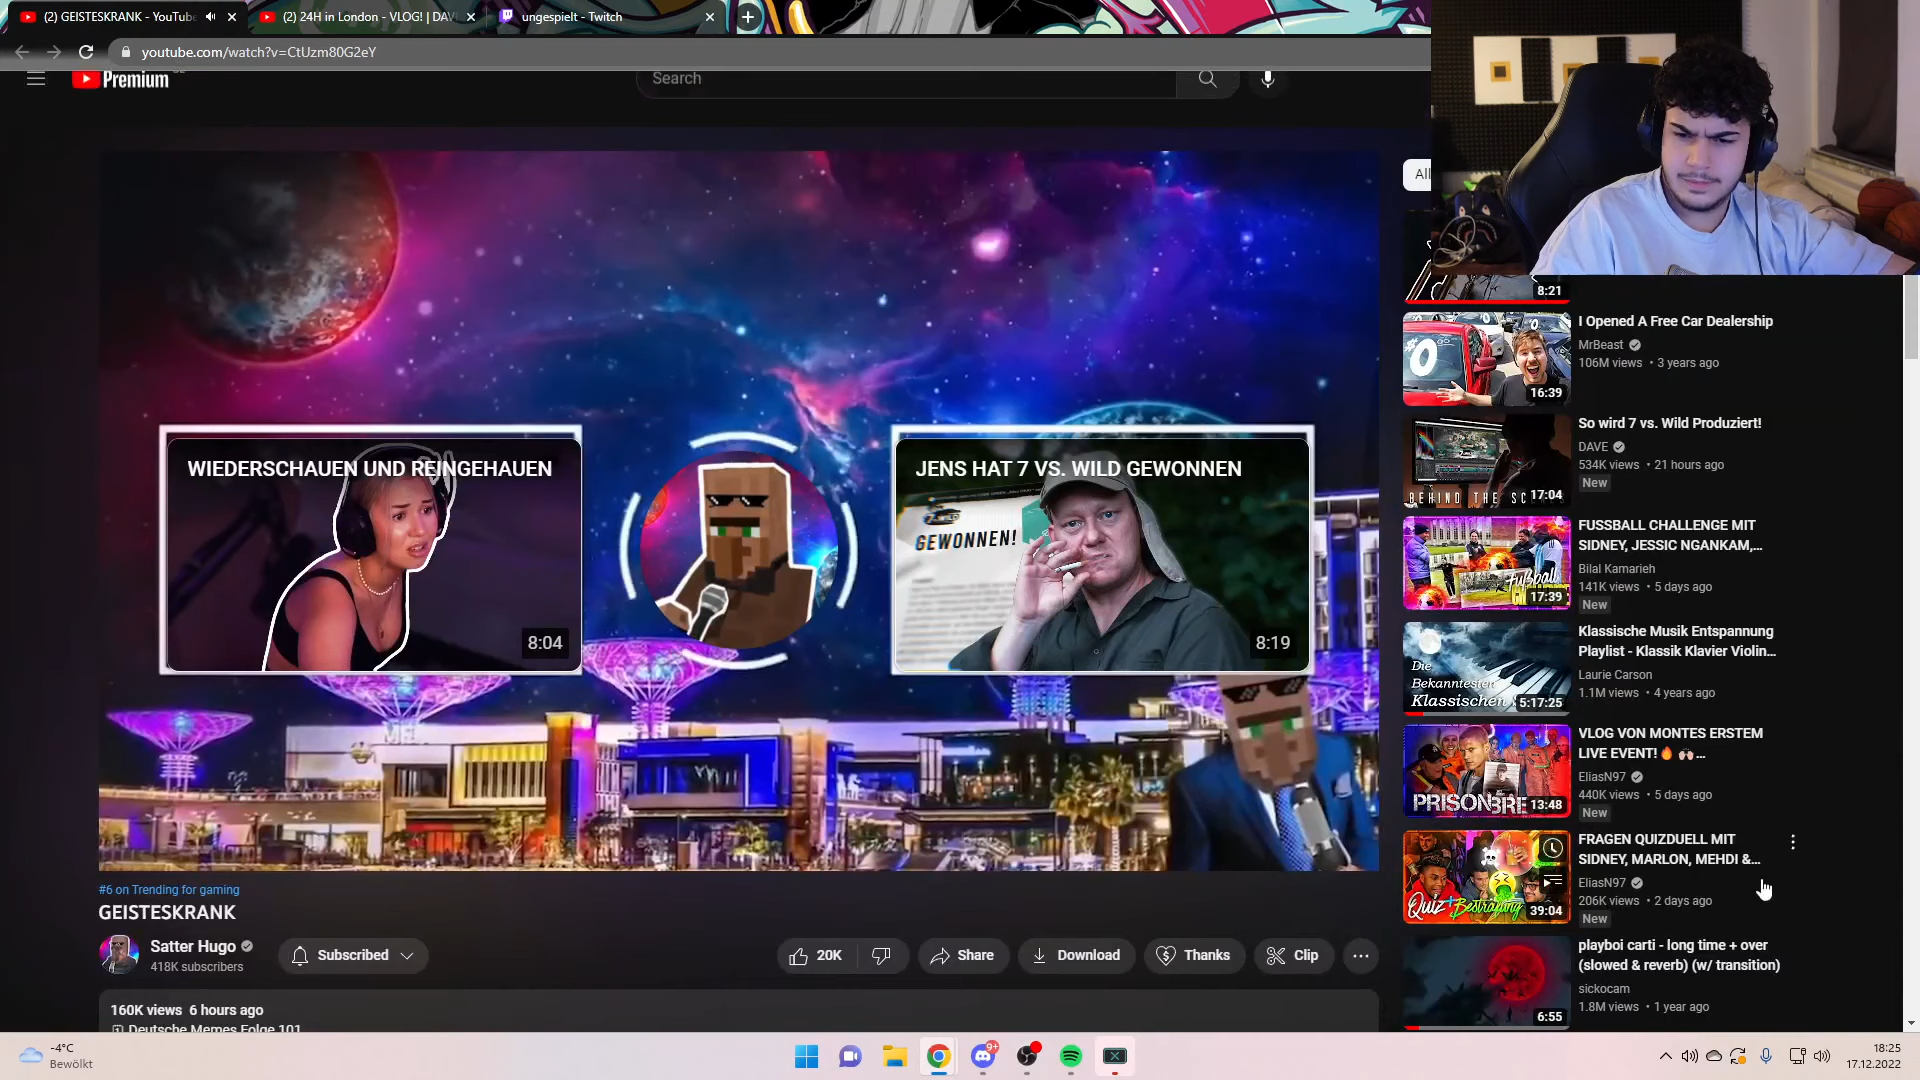 (2) GEISTESKRANK - YouTube
(2) 24H in London - VLOG! | DAV
ungespielt - Twitch
youtube.com/watch?v=CtUzm80G2eY
Premium
Search
All
WIEDERSCHAUEN UND REINGEHAUEN
8:04
JENS HAT 7 VS. WILD GEWONNEN
GEWONNEN!
8:19
8:21
I Opened A Free Car Dealership
MrBeast
106M views • 3 years ago
16:39
So wird 7 vs. Wild Produziert!
DAVE
534K views • 21 hours ago
New
BEHIND THE SC
17:04
FUSSBALL CHALLENGE MIT
SIDNEY, JESSIC NGANKAM,...
Bilal Kamarieh
141K views • 5 days ago
New
Fußball
17:39
Klassische Musik Entspannung
Playlist - Klassik Klavier Violin...
Laurie Carson
1.1M views • 4 years ago
Die
Bekanntesten
Klassischen
5:17:25
VLOG VON MONTES ERSTEM
LIVE EVENT!🔥 🙌🏻...
EliasN97
440K views • 5 days ago
New
PRISONBRE
13:48
FRAGEN QUIZDUELL MIT
SIDNEY, MARLON, MEHDI &...
EliasN97
206K views • 2 days ago
New
Quiz+Bestrafung
39:04
playboi carti - long time + over
(slowed & reverb) (w/ transition)
sickocam
1.8M views • 1 year ago
6:55
#6 on Trending for gaming
GEISTESKRANK
Satter Hugo
418K subscribers
Subscribed
20K
Share
Download
Thanks
Clip
160K views 6 hours ago
Deutsche Memes Folge 101
-4°C
Bewölkt
9+
18:25
17.12.2022